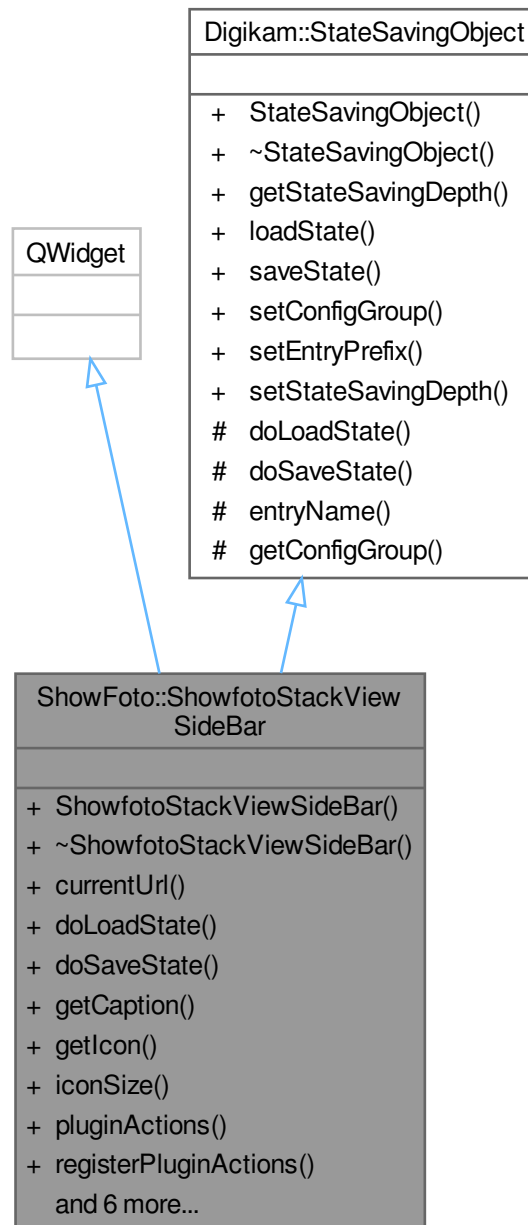 Digikam::StateSavingObject
+ StateSavingObject()
+ ~StateSavingObject()
+ getStateSavingDepth()
+ loadState()
+ saveState()
+ setConfigGroup()
+ setEntryPrefix()
+ setStateSavingDepth()
# doLoadState()
# doSaveState()
# entryName()
# getConfigGroup()
QWidget
ShowFoto::ShowfotoStackView
SideBar
+ ShowfotoStackViewSideBar()
+ ~ShowfotoStackViewSideBar()
+ currentUrl()
+ doLoadState()
+ doSaveState()
+ getCaption()
+ getIcon()
+ iconSize()
+ pluginActions()
+ registerPluginActions()
and 6 more...